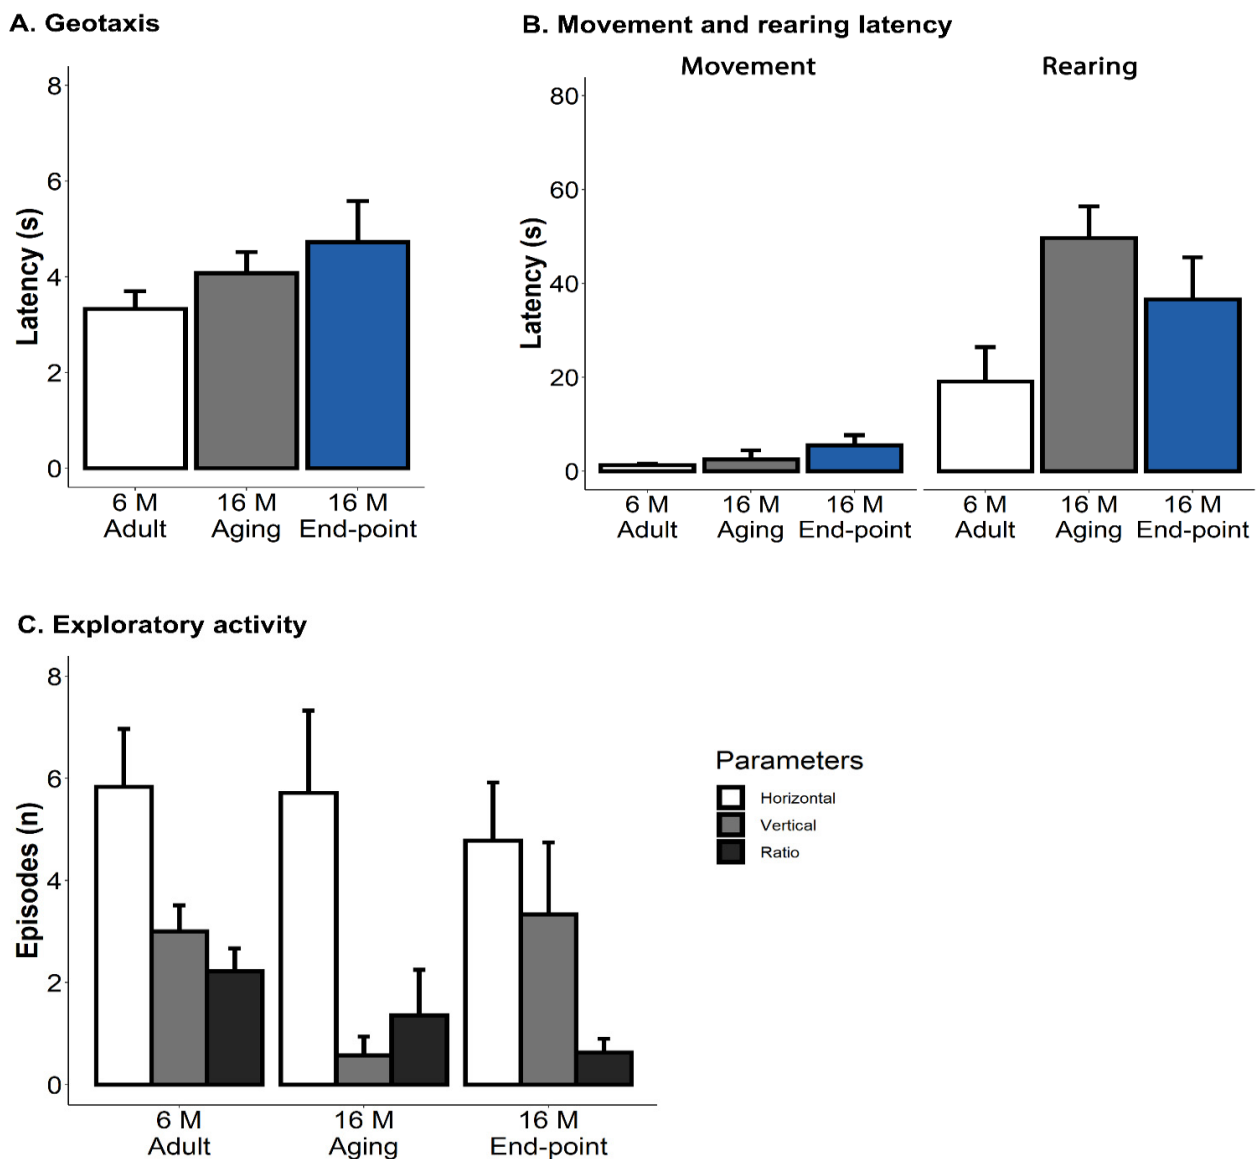 A. Geotaxis
8
6
4
2
0
Latency (s)
6 M
Adult
16 M
Aging
16 M
End-point
B. Movement and rearing latency
Movement
Rearing
80
60
40
20
0
Latency (s)
6 M
Adult
16 M
Aging
16 M
End-point
6 M
Adult
16 M
Aging
16 M
End-point
C. Exploratory activity
8
6
4
2
0
Episodes (n)
6 M
Adult
16 M
Aging
16 M
End-point
Parameters
Horizontal
Vertical
Ratio